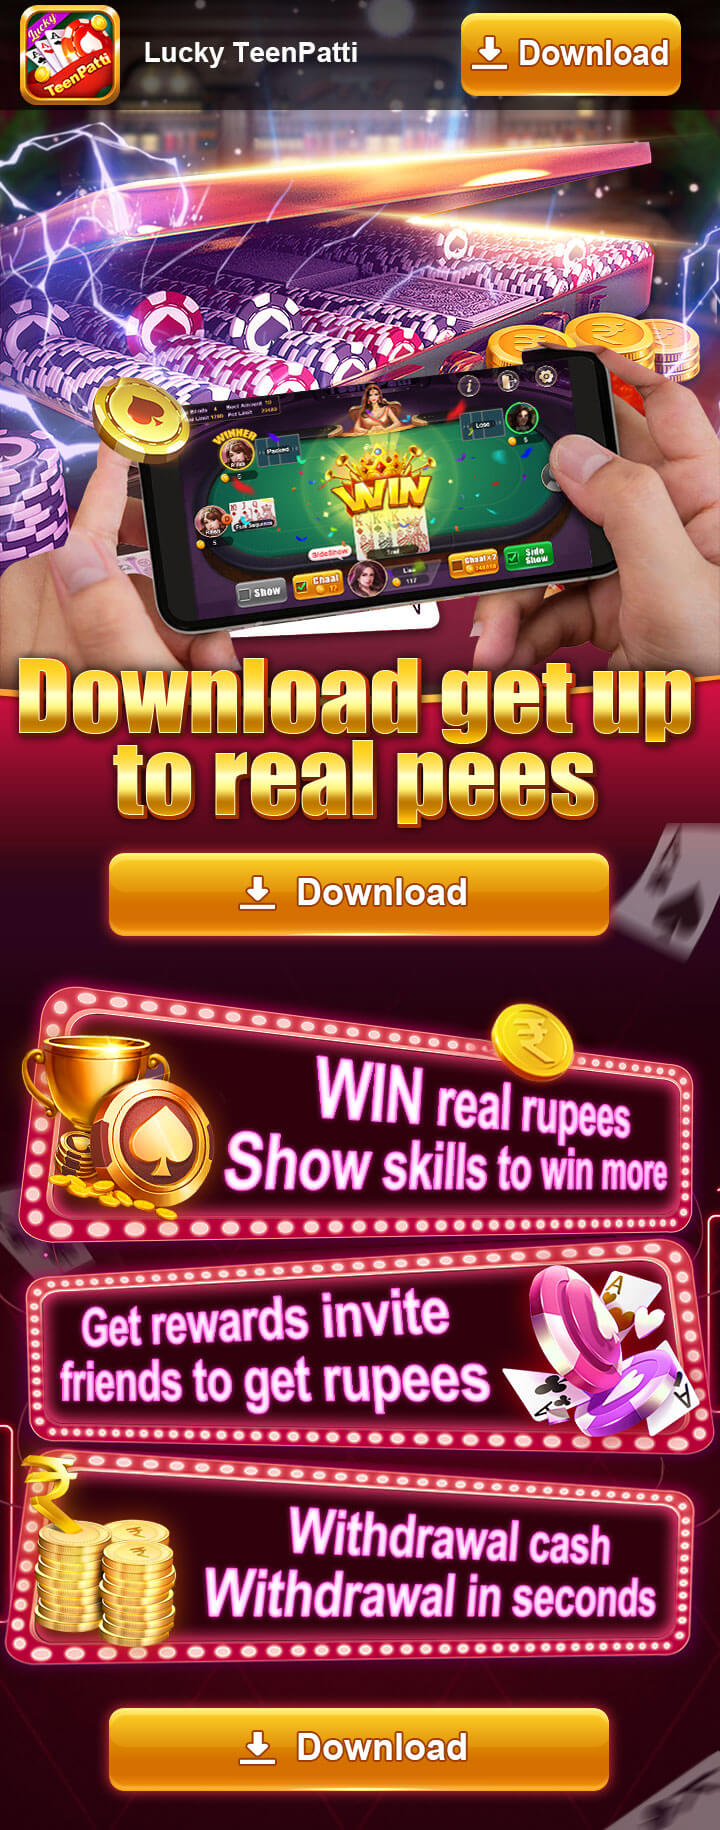 Lucky
TeenPatti
Lucky TeenPatti
Download
WINNER
Packed
Lose
WIN
SideShow
Trail
Show
Chaal
Chaal x 2
Side
Show
Download get up
to real pees
Download
WIN real rupees
Show skills to win more
Get rewards invite
friends to get rupees
Withdrawal cash
Withdrawal in seconds
Download